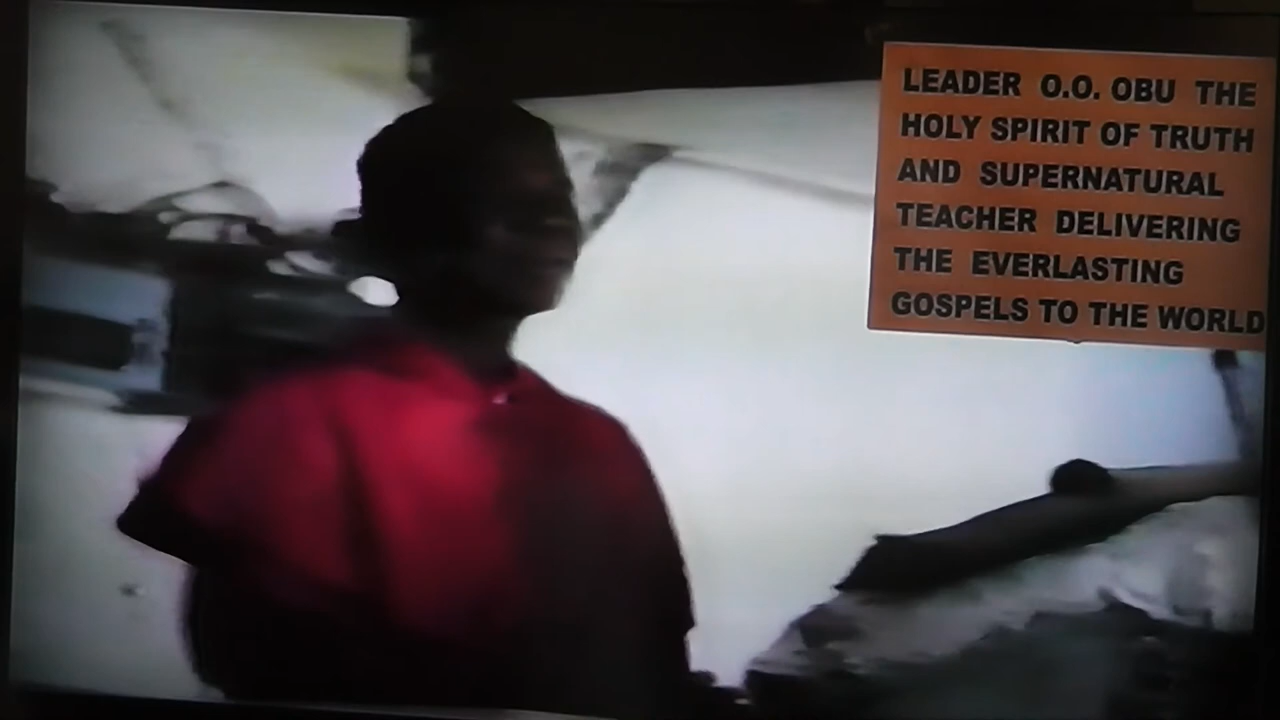 LEADER O.O. OBU THE
HOLY SPIRIT OF TRUTH
AND SUPERNATURAL
TEACHER DELIVERING
THE EVERLASTING
GOSPELS TO THE WORLD